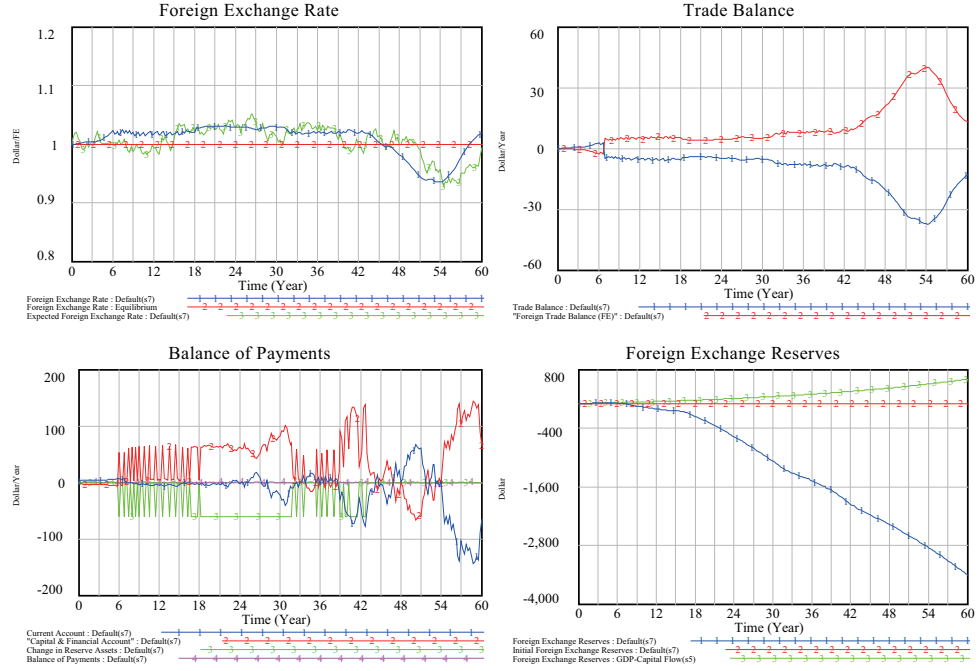 Foreign Exchange Rate
1.2
1.1
1
0.9
0.8
Dollar/FE
0 6 12 18 24 30 36 42 48 54 60
Time (Year)
Foreign Exchange Rate : Default(s7)
Foreign Exchange Rate : Equilibrium
Expected Foreign Exchange Rate : Default(s7)
Trade Balance
60
30
0
-30
-60
Dollar/Year
0 6 12 18 24 30 36 42 48 54 60
Time (Year)
Trade Balance : Default(s7)
"Foreign Trade Balance (FE)" : Default(s7)
Balance of Payments
200
100
0
-100
-200
Dollar/Year
0 6 12 18 24 30 36 42 48 54 60
Time (Year)
Current Account : Default(s7)
"Capital & Financial Account" : Default(s7)
Change in Reserve Assets : Default(s7)
Balance of Payments : Default(s7)
Foreign Exchange Reserves
800
-400
-1,600
-2,800
-4,000
Dollar
0 6 12 18 24 30 36 42 48 54 60
Time (Year)
Foreign Exchange Reserves : Default(s7)
Initial Foreign Exchange Reserves : Default(s7)
Foreign Exchange Reserves : GDP-Capital Flow(s5)